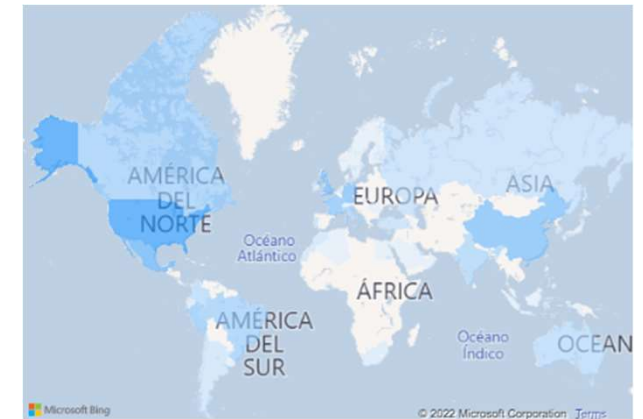 AMÉRICA
DEL
NORTE
EUROPA
ASIA
Océano
Atlántico
ÁFRICA
AMÉRICA
DEL
SUR
Océano
Índico
OCEAN
Microsoft Bing
© 2022 Microsoft Corporation Terms